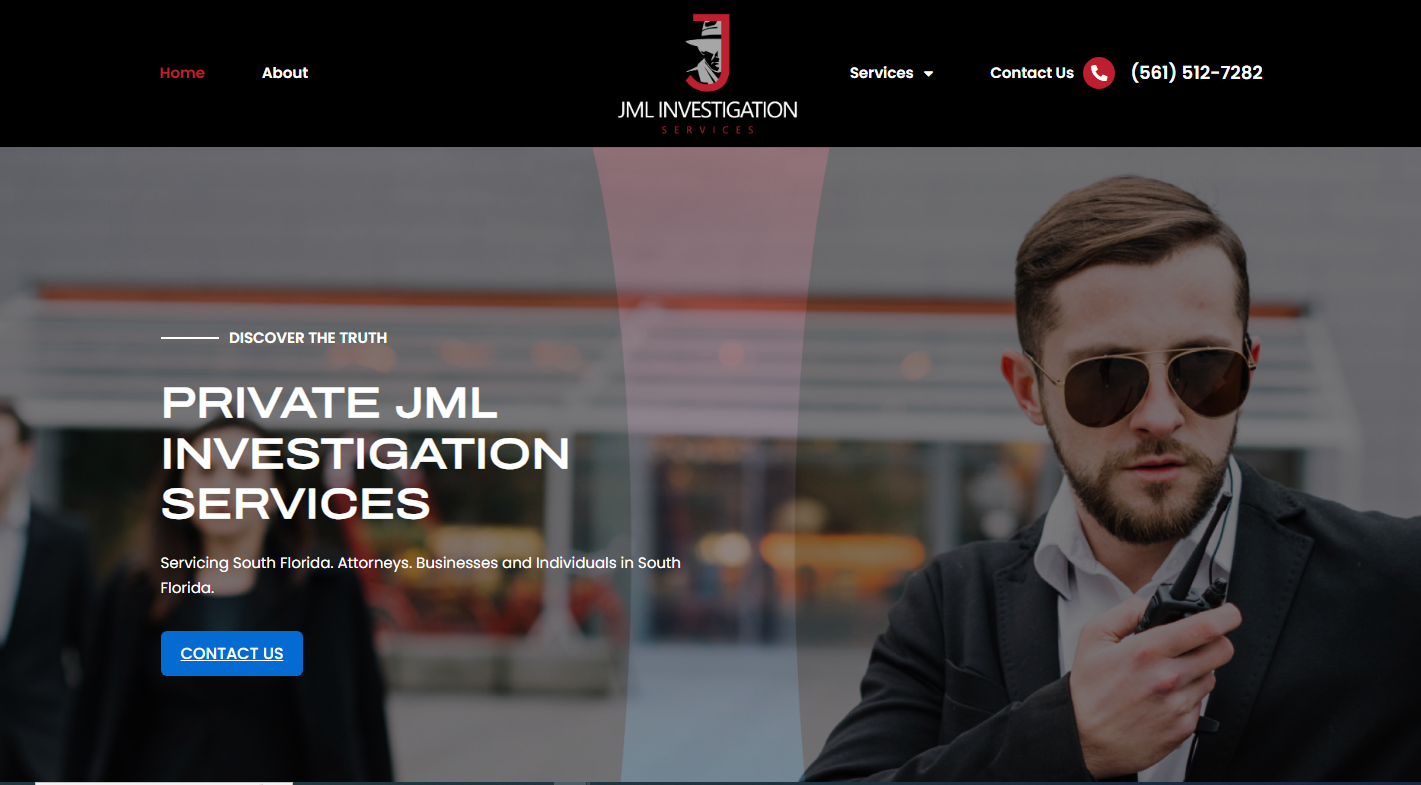 Home
About
JML INVESTIGATION
SERVICES
Services
Contact Us
(561) 512-7282
DISCOVER THE TRUTH
PRIVATE JML
INVESTIGATION
SERVICES
Servicing South Florida. Attorneys. Businesses and Individuals in South
Florida.
CONTACT US